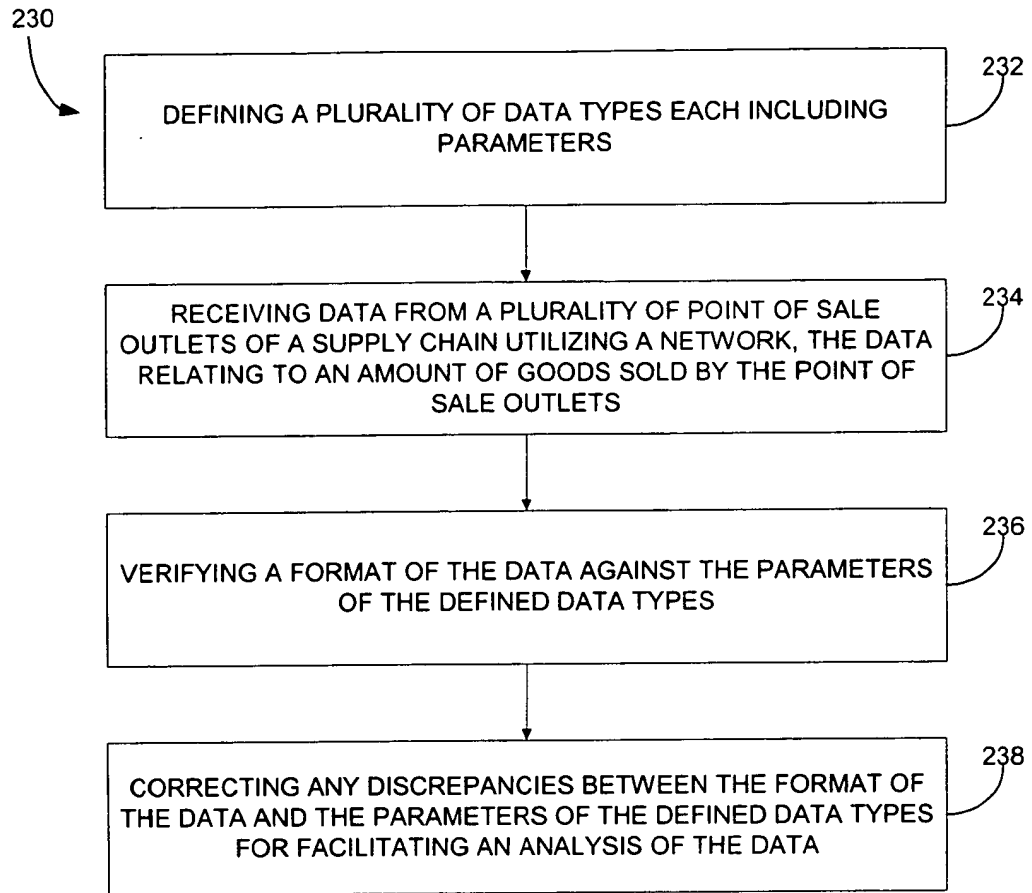 230
232
DEFINING A PLURALITY OF DATA TYPES EACH INCLUDING
PARAMETERS
234
RECEIVING DATA FROM A PLURALITY OF POINT OF SALE
OUTLETS OF A SUPPLY CHAIN UTILIZING A NETWORK, THE DATA
RELATING TO AN AMOUNT OF GOODS SOLD BY THE POINT OF
SALE OUTLETS
236
VERIFYING A FORMAT OF THE DATA AGAINST THE PARAMETERS
OF THE DEFINED DATA TYPES
238
CORRECTING ANY DISCREPANCIES BETWEEN THE FORMAT OF
THE DATA AND THE PARAMETERS OF THE DEFINED DATA TYPES
FOR FACILITATING AN ANALYSIS OF THE DATA